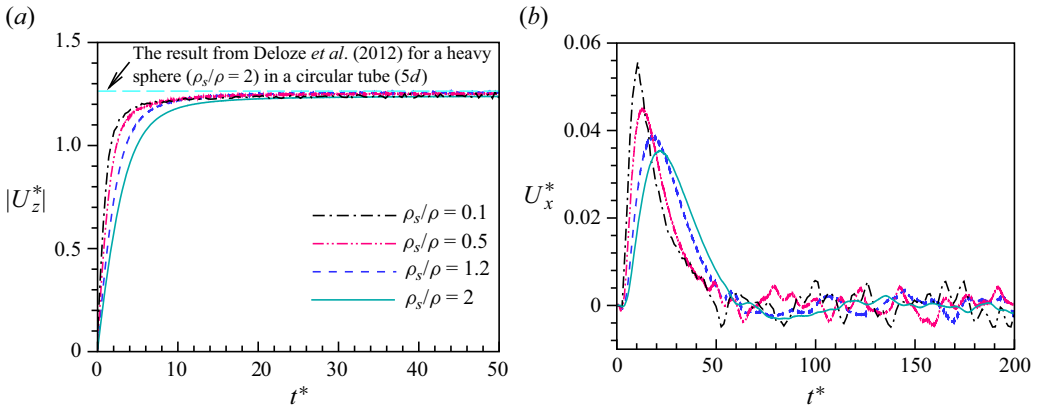 (a)
1.5
1.0
0.5
0
|U*z|
The result from Deloze et al. (2012) for a heavy
sphere (ρs/ρ = 2) in a circular tube (5d)
ρs/ρ = 0.1
ρs/ρ = 0.5
ρs/ρ = 1.2
ρs/ρ = 2
0 10 20 30 40 50
t*
(b)
0.06
0.04
0.02
0
U*x
0 50 100 150 200
t*